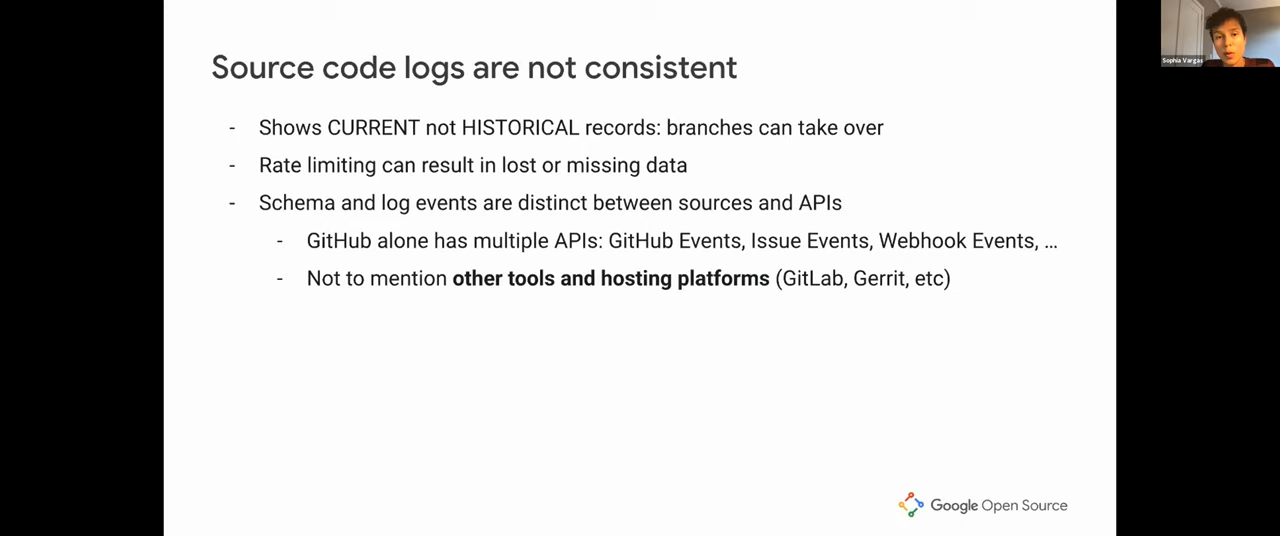 Source code logs are not consistent
- Shows CURRENT not HISTORICAL records: branches can take over
- Rate limiting can result in lost or missing data
- Schema and log events are distinct between sources and APIs
- GitHub alone has multiple APIs: GitHub Events, Issue Events, Webhook Events, ...
- Not to mention other tools and hosting platforms (GitLab, Gerrit, etc)
Google Open Source
Sophia Vargas